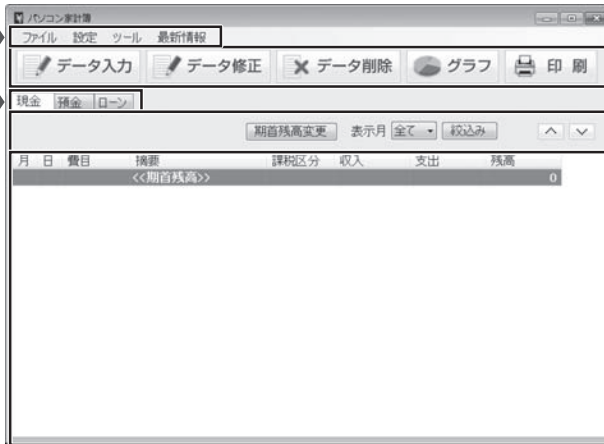 パソコン家計簿
ファイル 設定 ツール 最新情報
データ入力 データ修正 データ削除 グラフ 印 刷
現金 預金 ローン
期首残高変更 表示月 全て 絞込み
月 日 費目 摘要 課税区分 収入 支出 残高
<<期首残高>> 0